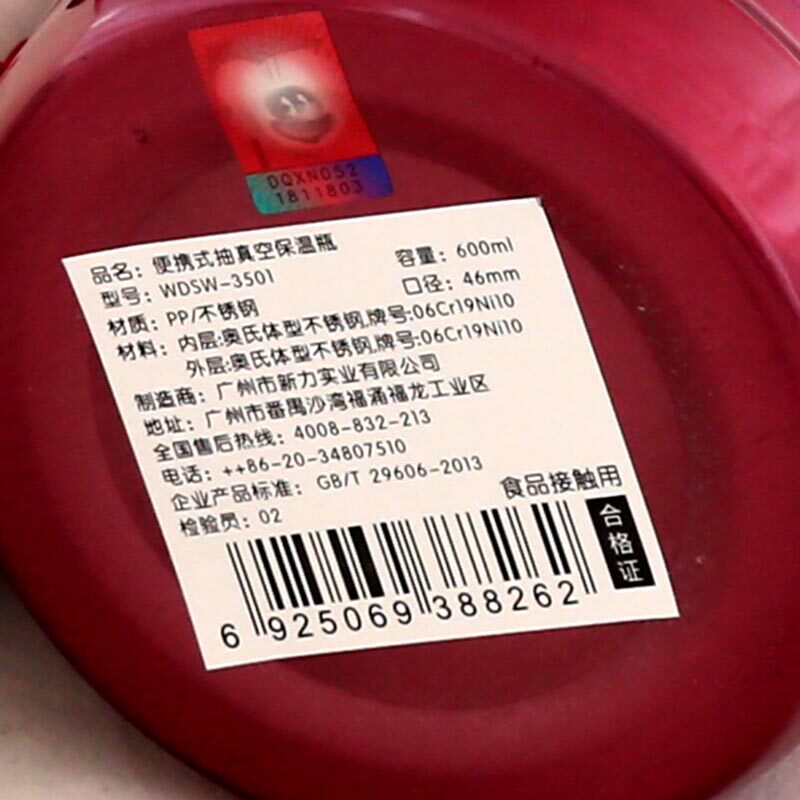 DQXN052
1811803
品名：便携式抽真空保温瓶 容量：600ml
型号：WDSW-3501 口径：46mm
材质：PP/不锈钢
材料：内层:奥氏体型不锈钢,牌号:06Cr19Ni10
外层:奥氏体型不锈钢,牌号:06Cr19Ni10
制造商：广州市新力实业有限公司
地址：广州市番禺沙湾福涌福龙工业区
全国售后热线：4008-832-213
电话：++86-20-34807510
企业产品标准：GB/T 29606-2013
检验员：02 食品接触用
合格证
6 925069 388262